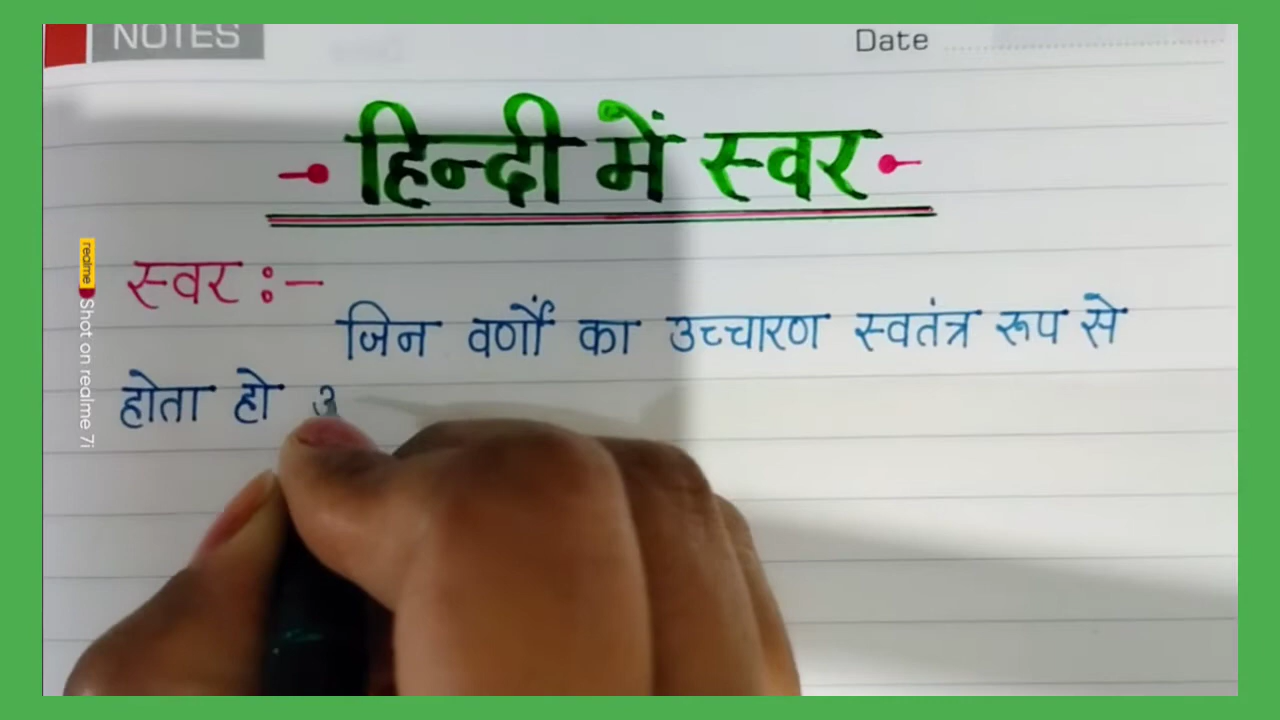 NOTES
Date
हिन्दी में स्वर
स्वर :-
जिन वर्णों का उच्चारण स्वतंत्र रूप से
होता हो
realme Shot on realme 7i